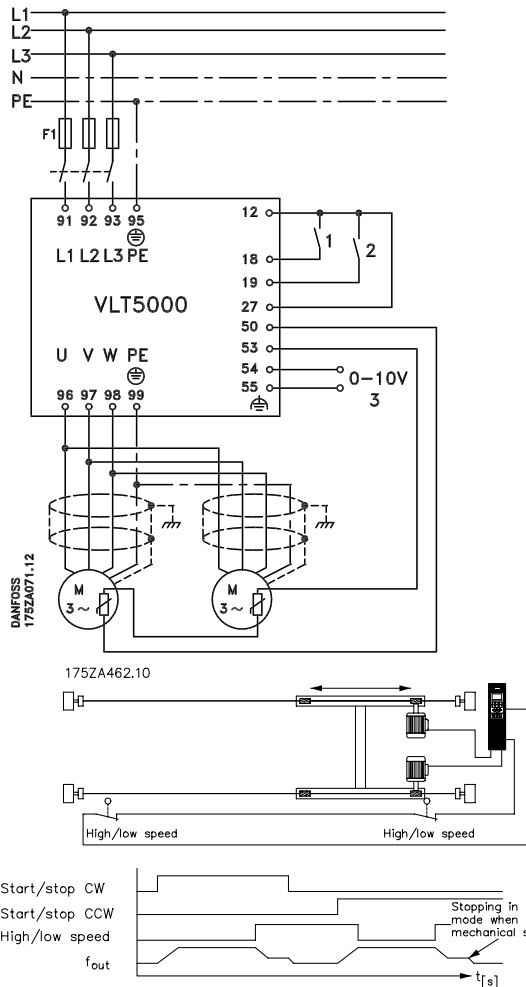 L1
L2
L3
N
PE
F1
91 92 93 95
L1 L2 L3 PE
VLT5000
U V W PE
96 97 98 99
12
18
19
27
50
53
54
55
1
2
0-10V
3
M
3~
M
3~
DANFOSS
175ZA071.12
175ZA462.10
High/low speed
High/low speed
Start/stop CW
Start/stop CCW
High/low speed
fout
Stopping in
mode when
mechanical s
t[s]